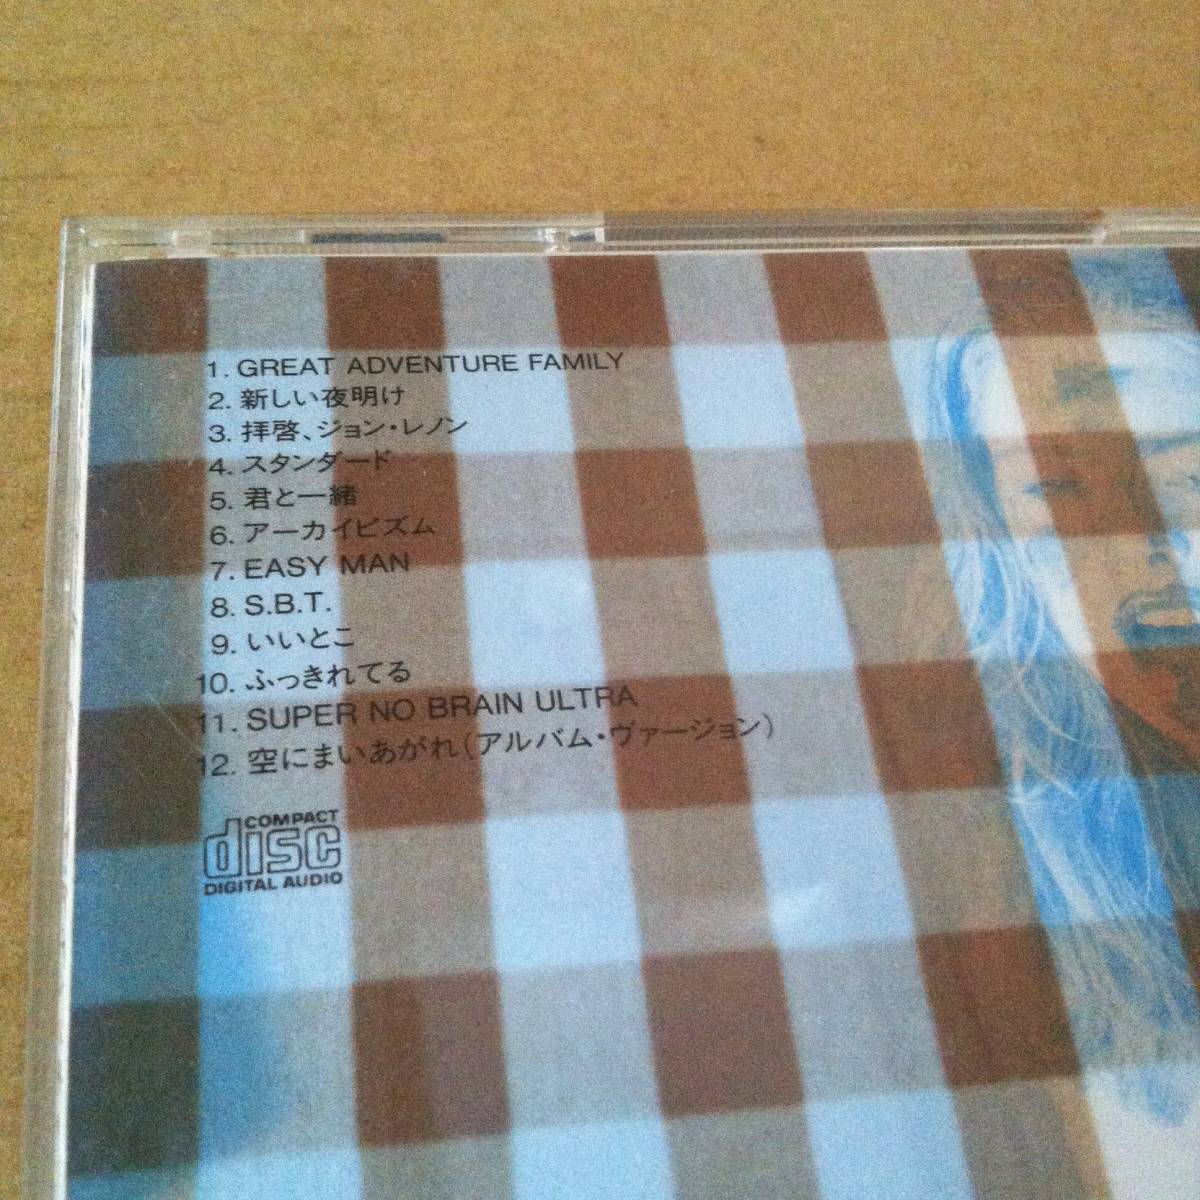 1. GREAT ADVENTURE FAMILY
2. 新しい夜明け
3. 拝啓、ジョン・レノン
4. スタンダード
5. 君と一緒
6. アーカイビズム
7. EASY MAN
8. S.B.T.
9. いいとこ
10. ふっきれてる
11. SUPER NO BRAIN ULTRA
12. 空にまいあがれ(アルバム・ヴァージョン)
COMPACT
disc
DIGITAL AUDIO